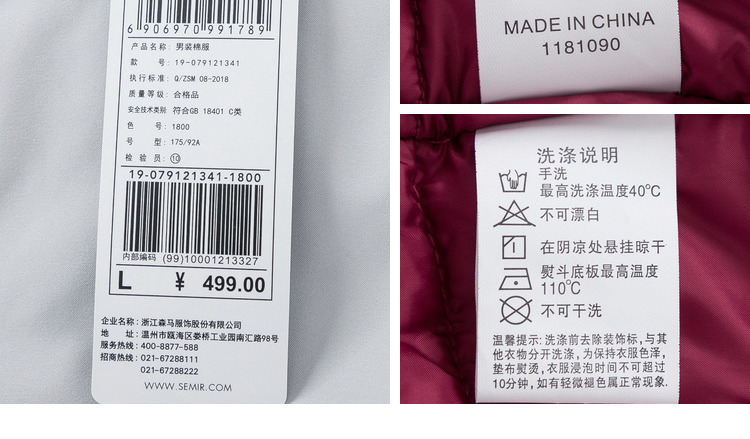 6 906970 991789
产品名称: 男装棉服
款 号: 19-079121341
执行标准: Q/ZSM 08-2018
质量等级: 合格品
安全技术类别: 符合GB 18401 C类
色 号: 1800
号 型: 175/92A
检 验 员: ⑩
19-079121341-1800
内部编码 (99)10001213327
L ¥ 499.00
企业名称: 浙江森马服饰股份有限公司
地 址: 温州市瓯海区娄桥工业园南汇路98号
服务热线: 400-8877-588
招商热线: 021-67288111
021-67288222
WWW.SEMIR.COM
MADE IN CHINA
1181090
洗涤说明
手洗
最高洗涤温度40℃
不可漂白
在阴凉处悬挂晾干
熨斗底板最高温度
110℃
不可干洗
温馨提示: 洗涤前去除装饰标,与其
他衣物分开洗涤,为保持衣服色泽,
垫布熨烫,衣服浸泡时间不可超过
10分钟,如有轻微褪色属正常现象.